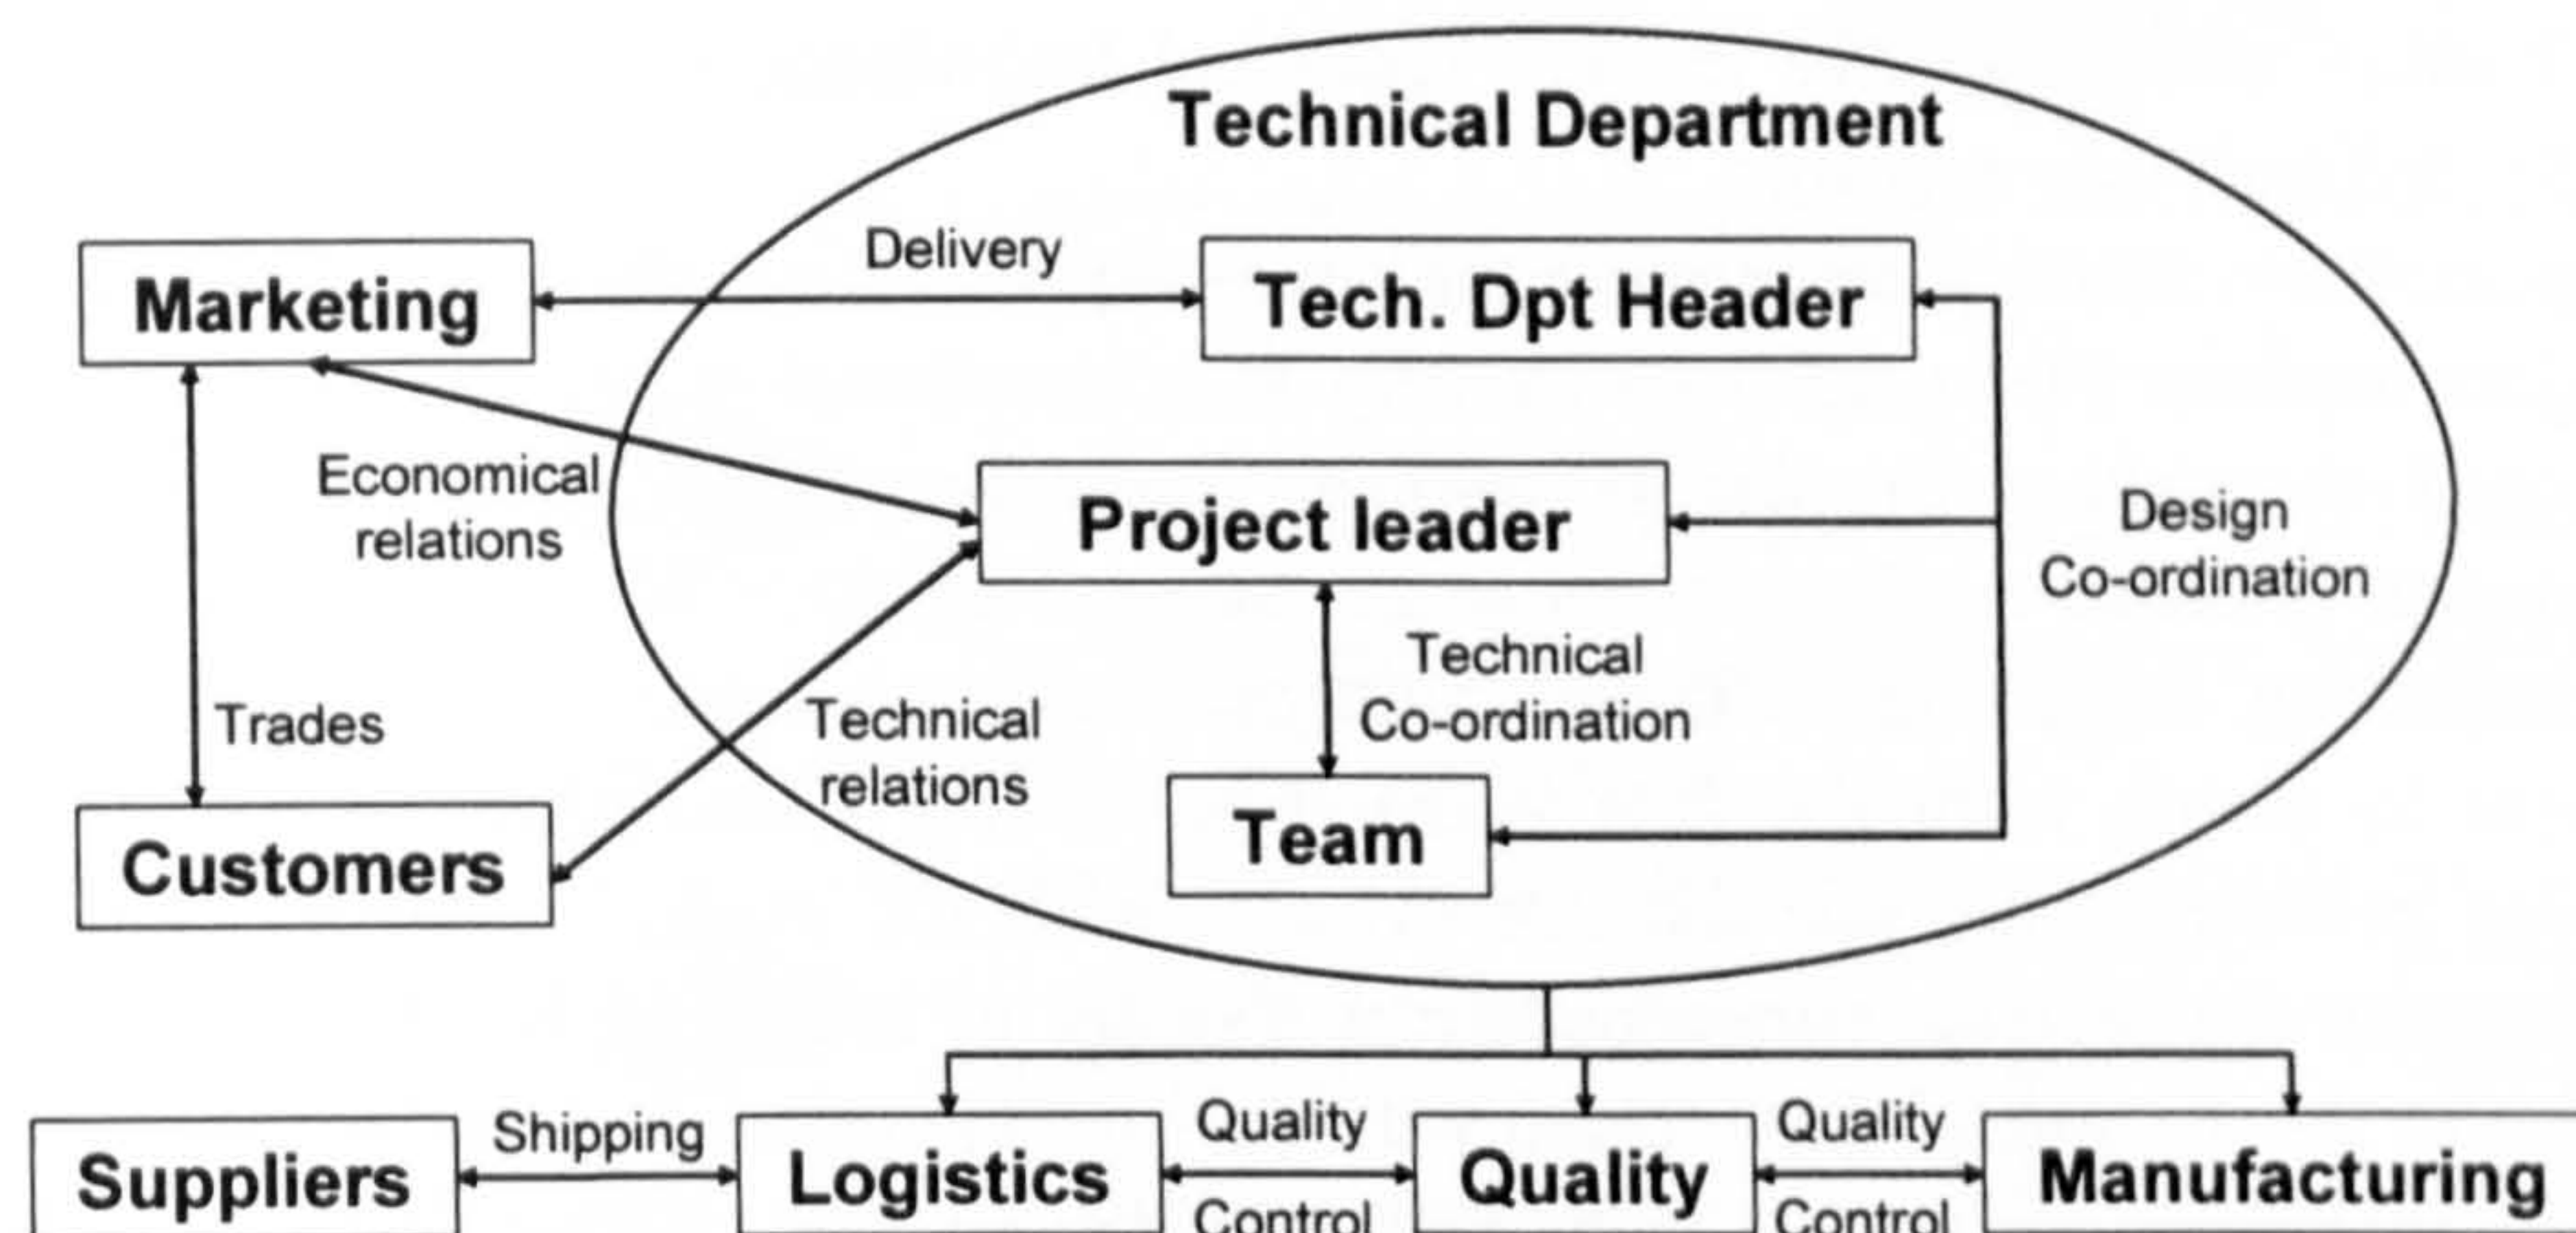 Technical Department
Delivery
Marketing
Tech. Dpt Header
Economical
relations
Project leader
Design
Co-ordination
Technical
Co-ordination
Trades
Technical
relations
Team
Customers
Shipping
Quality
Quality
Suppliers
Logistics
Quality
Manufacturing
Control
Control